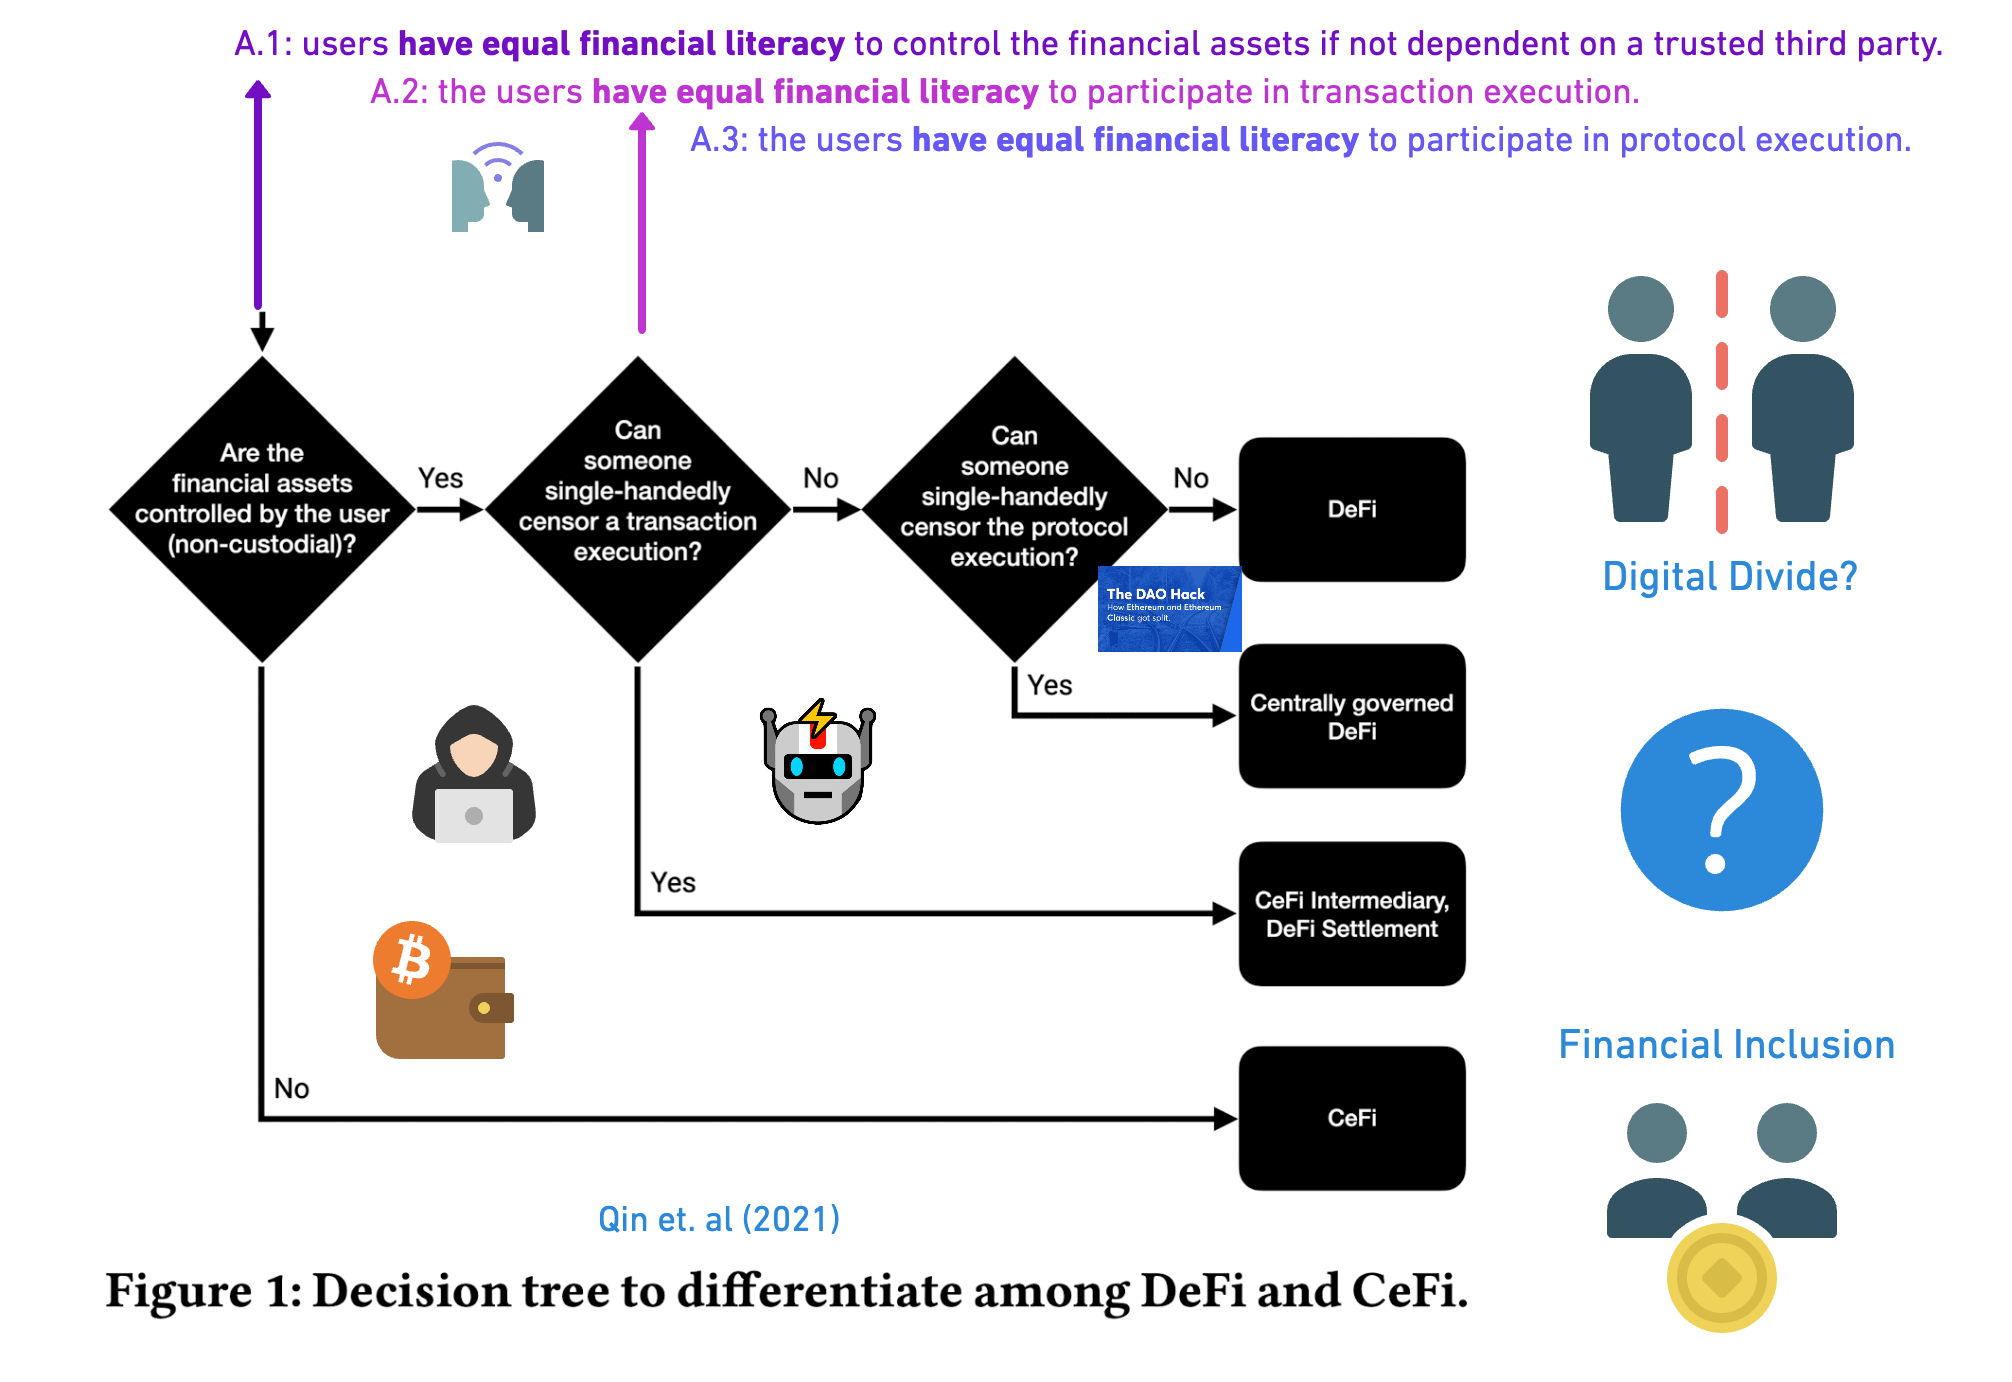 A.1: users have equal financial literacy to control the financial assets if not dependent on a trusted third party.
A.2: the users have equal financial literacy to participate in transaction execution.
A.3: the users have equal financial literacy to participate in protocol execution.
Are the
financial assets
controlled by the user
(non-custodial)?
Yes
Can
someone
single-handedly
censor a transaction
execution?
No
Can
someone
single-handedly
censor the protocol
execution?
No
DeFi
The DAO Hack
How Ethereum and Ethereum
Classic got split.
Yes
Centrally governed
DeFi
Yes
CeFi Intermediary,
DeFi Settlement
No
CeFi
Digital Divide?
?
Financial Inclusion
Qin et. al (2021)
Figure 1: Decision tree to differentiate among DeFi and CeFi.